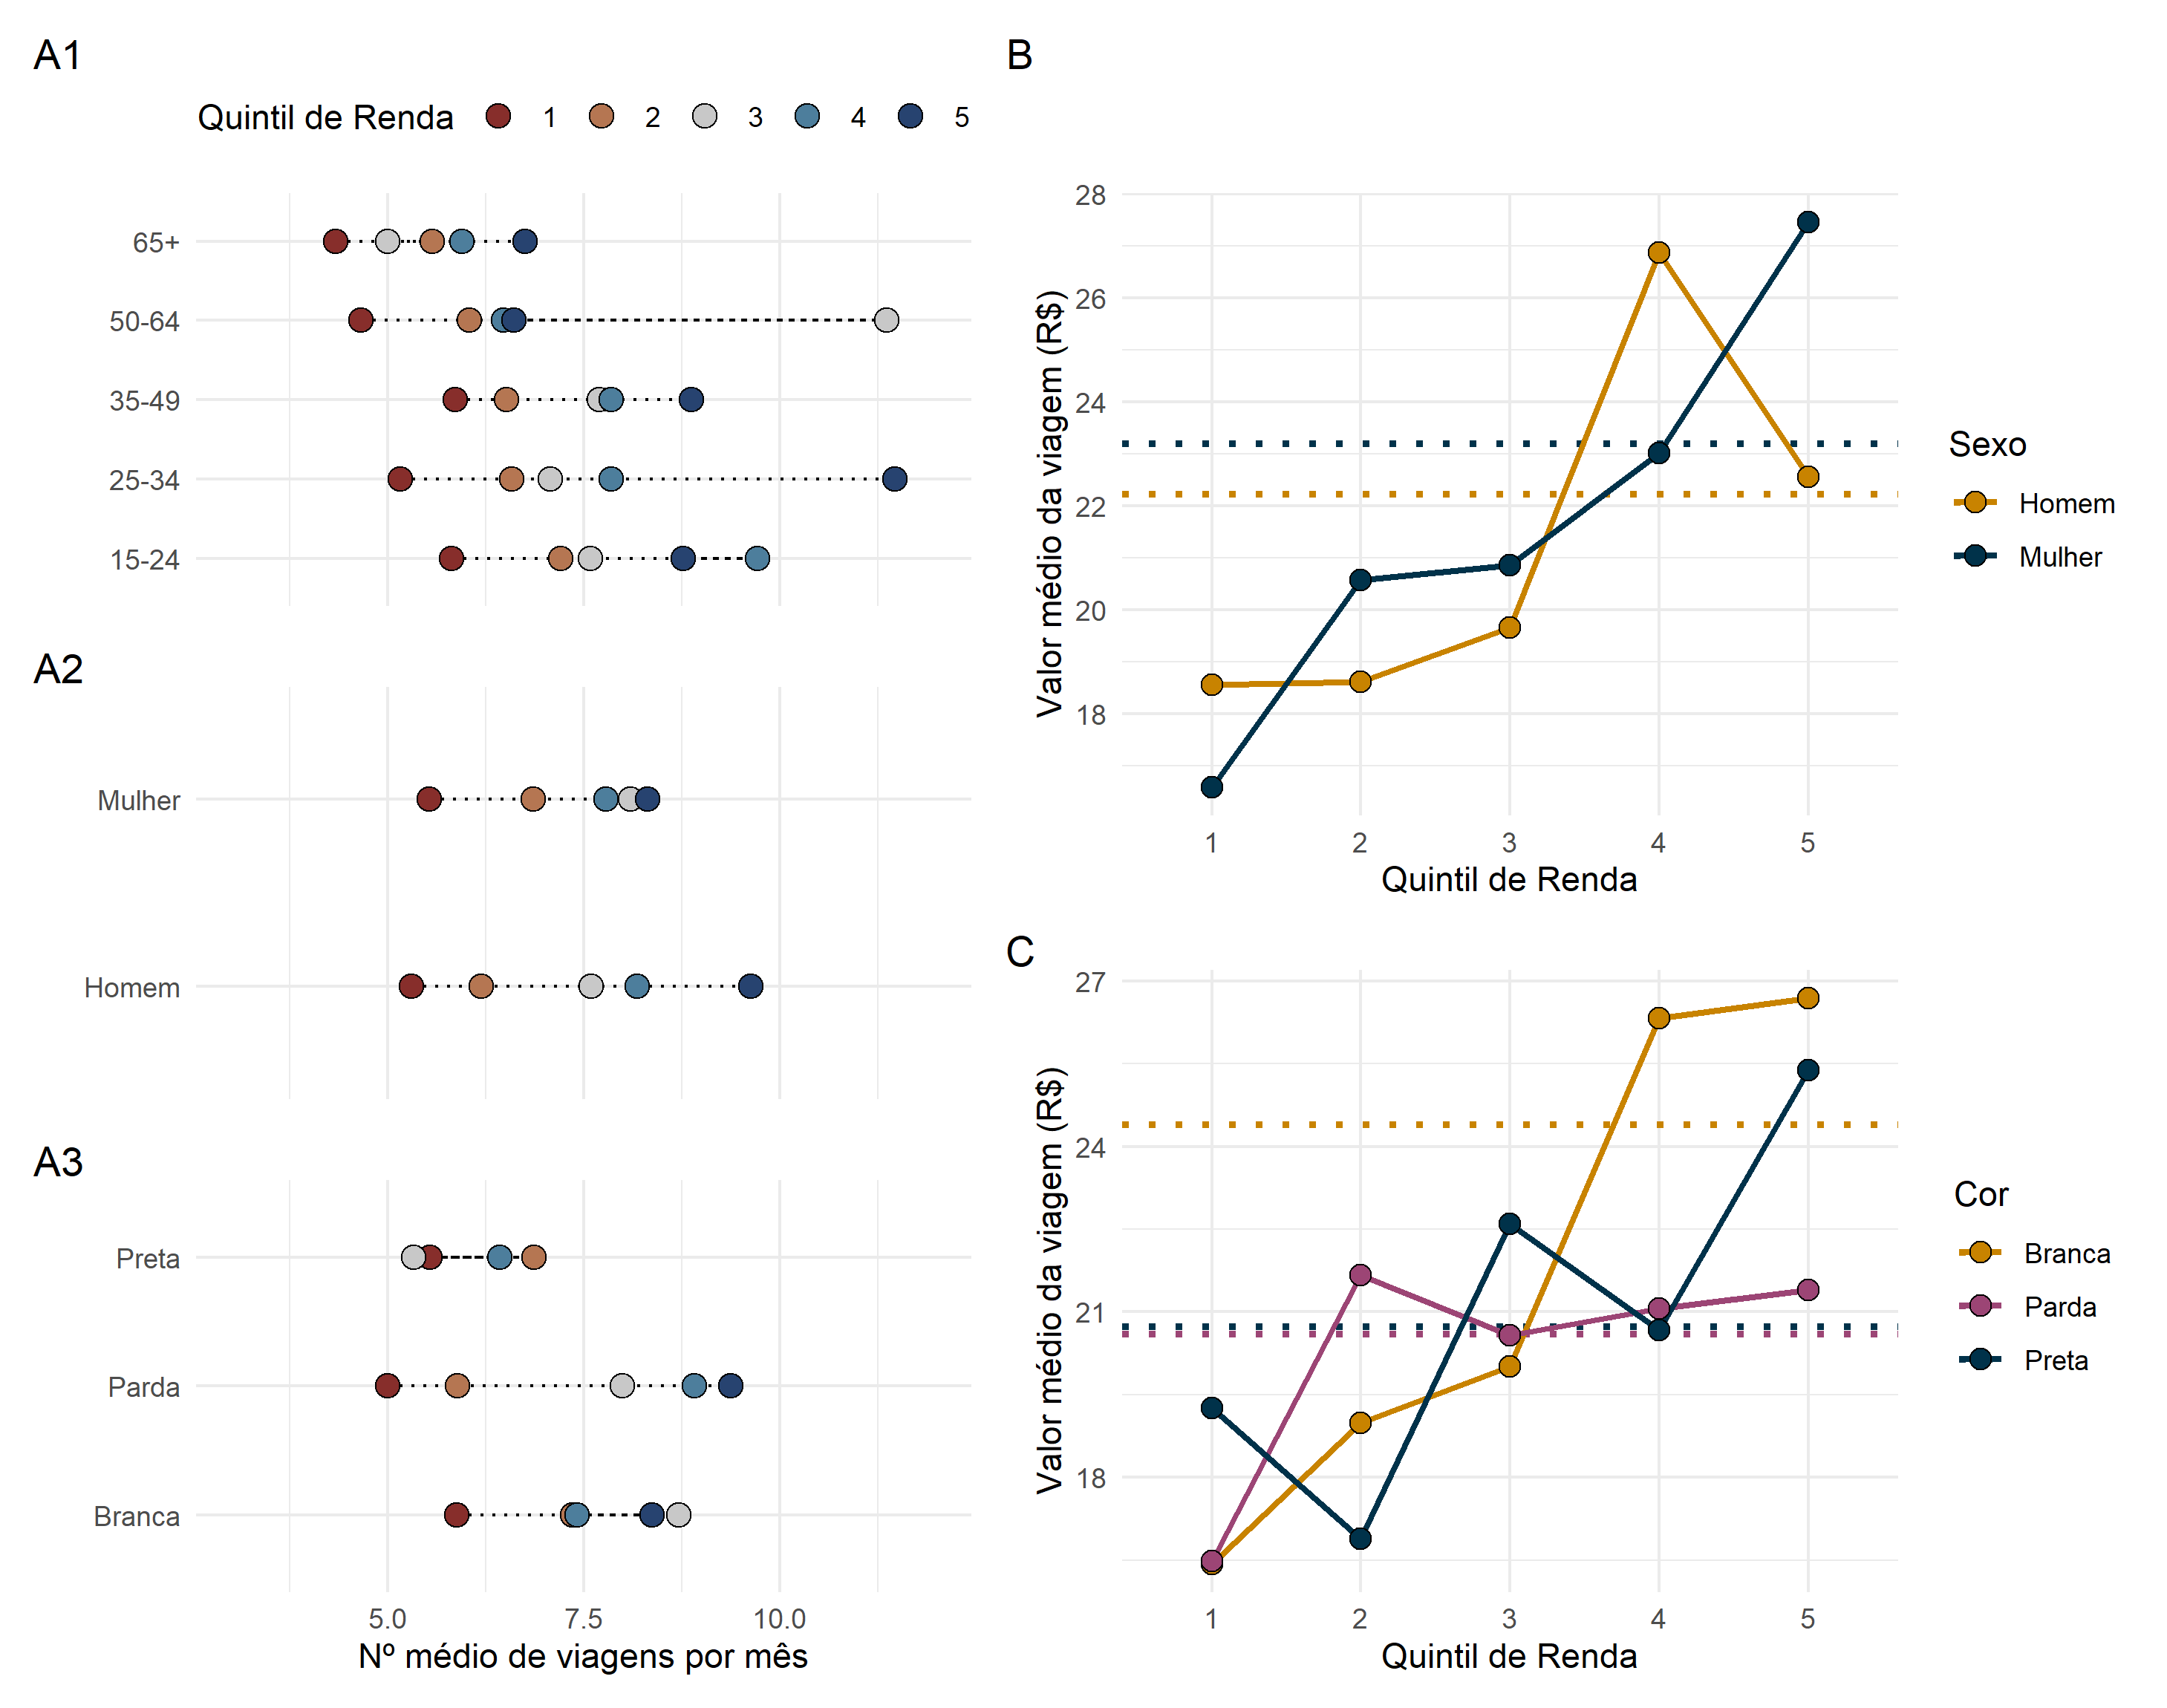 A1
Quintil de Renda 1 2 3 4 5
65+
50-64
35-49
25-34
15-24
A2
Mulher
Homem
A3
Preta
Parda
Branca
5.0 7.5 10.0
Nº médio de viagens por mês
B
Valor médio da viagem (R$)
28
26
24
22
20
18
1 2 3 4 5
Quintil de Renda
Sexo
Homem
Mulher
C
Valor médio da viagem (R$)
27
24
21
18
1 2 3 4 5
Quintil de Renda
Cor
Branca
Parda
Preta